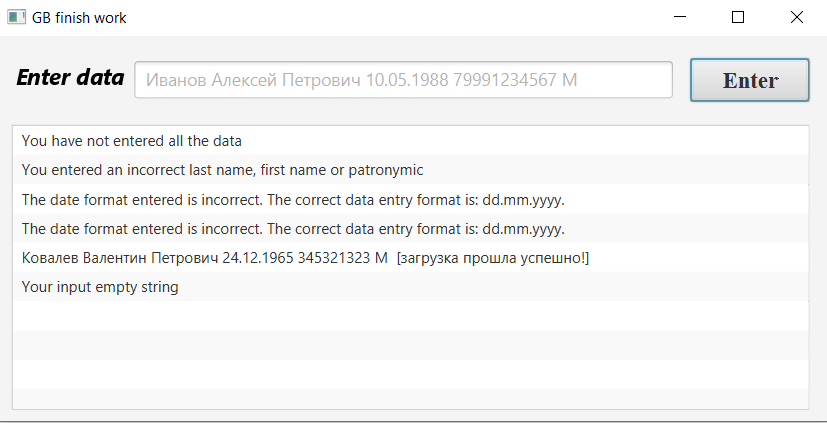 GB finish work
Enter data Иванов Алексей Петрович 10.05.1988 79991234567 М Enter
You have not entered all the data
You entered an incorrect last name, first name or patronymic
The date format entered is incorrect. The correct data entry format is: dd.mm.yyyy.
The date format entered is incorrect. The correct data entry format is: dd.mm.yyyy.
Ковалев Валентин Петрович 24.12.1965 345321323 М [загрузка прошла успешно!]
Your input empty string